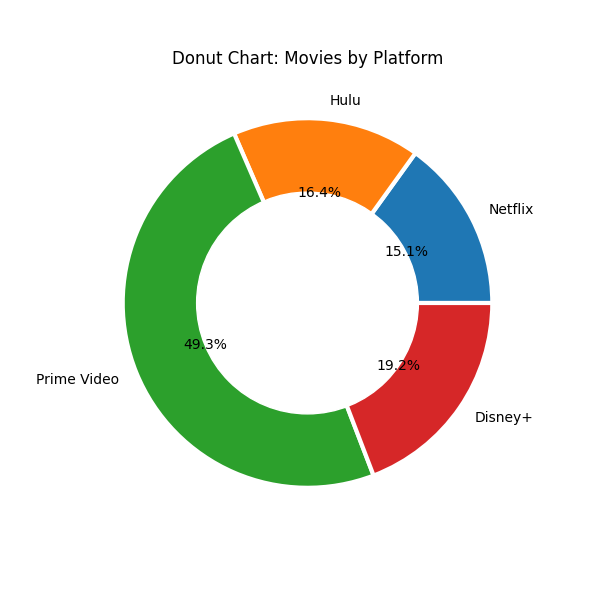 Donut Chart: Movies by Platform
Hulu
16.4%
Netflix
15.1%
49.3%
19.2%
Prime Video
Disney+